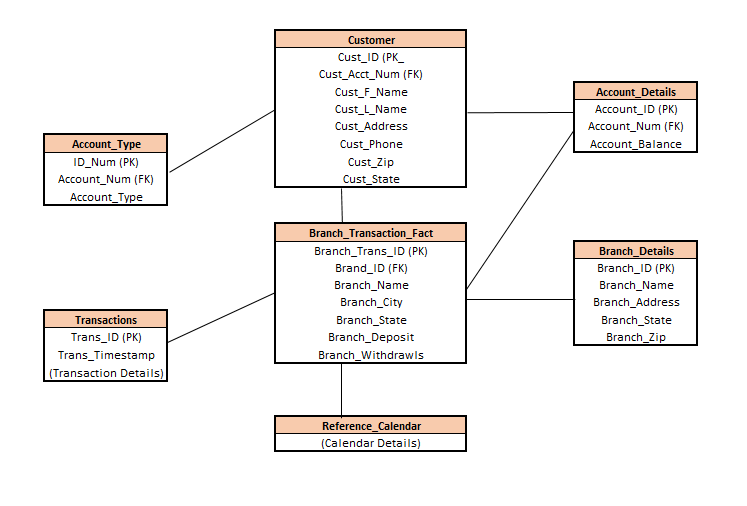 Customer
Cust_ID (PK_
Cust_Acct_Num (FK)
Cust_F_Name
Cust_L_Name
Cust_Address
Cust_Phone
Cust_Zip
Cust_State
Account_Details
Account_ID (PK)
Account_Num (FK)
Account_Balance
Account_Type
ID_Num (PK)
Account_Num (FK)
Account_Type
Branch_Transaction_Fact
Branch_Trans_ID (PK)
Brand_ID (FK)
Branch_Name
Branch_City
Branch_State
Branch_Deposit
Branch_Withdrawls
Branch_Details
Branch_ID (PK)
Branch_Name
Branch_Address
Branch_State
Branch_Zip
Transactions
Trans_ID (PK)
Trans_Timestamp
(Transaction Details)
Reference_Calendar
(Calendar Details)